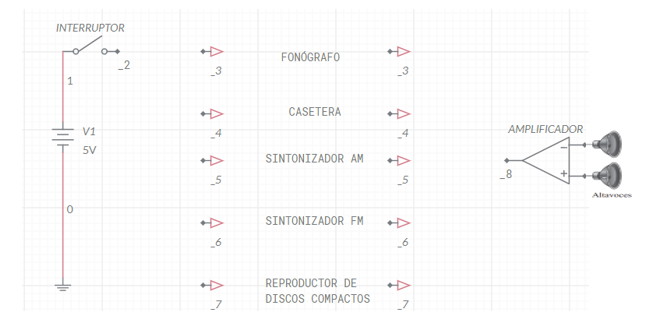 INTERRUPTOR
_2
1
V1
5V
0
_3
FONÓGRAFO
_3
_4
CASETERA
_4
_5
SINTONIZADOR AM
_5
_6
SINTONIZADOR FM
_6
_7
REPRODUCTOR DE
DISCOS COMPACTOS
_7
AMPLIFICADOR
_8
−
+
Altavoces